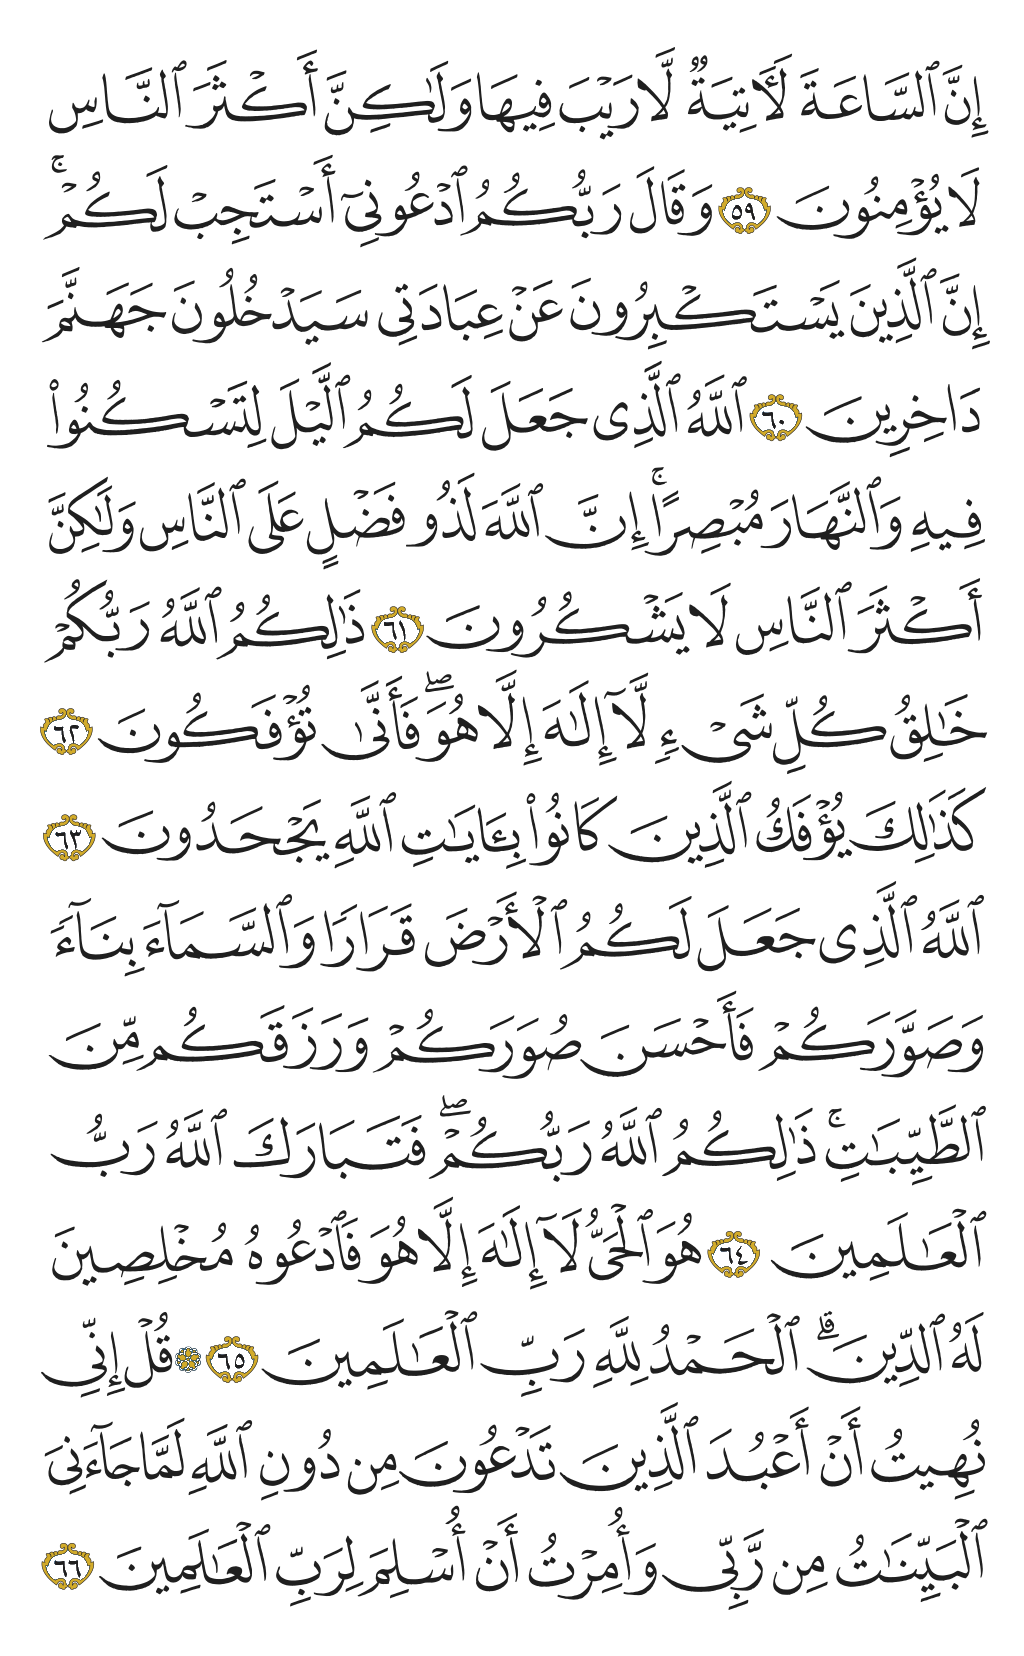 إِنَّ ٱلسَّاعَةَ لَـَٔاتِيَةٌ لَّا رَيْبَ فِيهَا وَلَٰكِنَّ أَكْثَرَ ٱلنَّاسِ
لَا يُؤْمِنُونَ ٥٩ وَقَالَ رَبُّكُمُ ٱدْعُونِىٓ أَسْتَجِبْ لَكُمْ ۚ
إِنَّ ٱلَّذِينَ يَسْتَكْبِرُونَ عَنْ عِبَادَتِى سَيَدْخُلُونَ جَهَنَّمَ
دَاخِرِينَ ٦٠ ٱللَّهُ ٱلَّذِى جَعَلَ لَكُمُ ٱلَّيْلَ لِتَسْكُنُوا۟
فِيهِ وَٱلنَّهَارَ مُبْصِرًا ۚ إِنَّ ٱللَّهَ لَذُو فَضْلٍ عَلَى ٱلنَّاسِ وَلَٰكِنَّ
أَكْثَرَ ٱلنَّاسِ لَا يَشْكُرُونَ ٦١ ذَٰلِكُمُ ٱللَّهُ رَبُّكُمْ
خَٰلِقُ كُلِّ شَىْءٍ لَّآ إِلَٰهَ إِلَّا هُوَ ۖ فَأَنَّىٰ تُؤْفَكُونَ ٦٢
كَذَٰلِكَ يُؤْفَكُ ٱلَّذِينَ كَانُوا۟ بِـَٔايَٰتِ ٱللَّهِ يَجْحَدُونَ ٦٣
ٱللَّهُ ٱلَّذِى جَعَلَ لَكُمُ ٱلْأَرْضَ قَرَارًا وَٱلسَّمَآءَ بِنَآءً
وَصَوَّرَكُمْ فَأَحْسَنَ صُوَرَكُمْ وَرَزَقَكُم مِّنَ
ٱلطَّيِّبَٰتِ ۚ ذَٰلِكُمُ ٱللَّهُ رَبُّكُمْ ۖ فَتَبَارَكَ ٱللَّهُ رَبُّ
ٱلْعَٰلَمِينَ ٦٤ هُوَ ٱلْحَىُّ لَآ إِلَٰهَ إِلَّا هُوَ فَٱدْعُوهُ مُخْلِصِينَ
لَهُ ٱلدِّينَ ۗ ٱلْحَمْدُ لِلَّهِ رَبِّ ٱلْعَٰلَمِينَ ٦٥ ۞ قُلْ إِنِّى
نُهِيتُ أَنْ أَعْبُدَ ٱلَّذِينَ تَدْعُونَ مِن دُونِ ٱللَّهِ لَمَّا جَآءَنِىَ
ٱلْبَيِّنَٰتُ مِن رَّبِّى وَأُمِرْتُ أَنْ أُسْلِمَ لِرَبِّ ٱلْعَٰلَمِينَ ٦٦